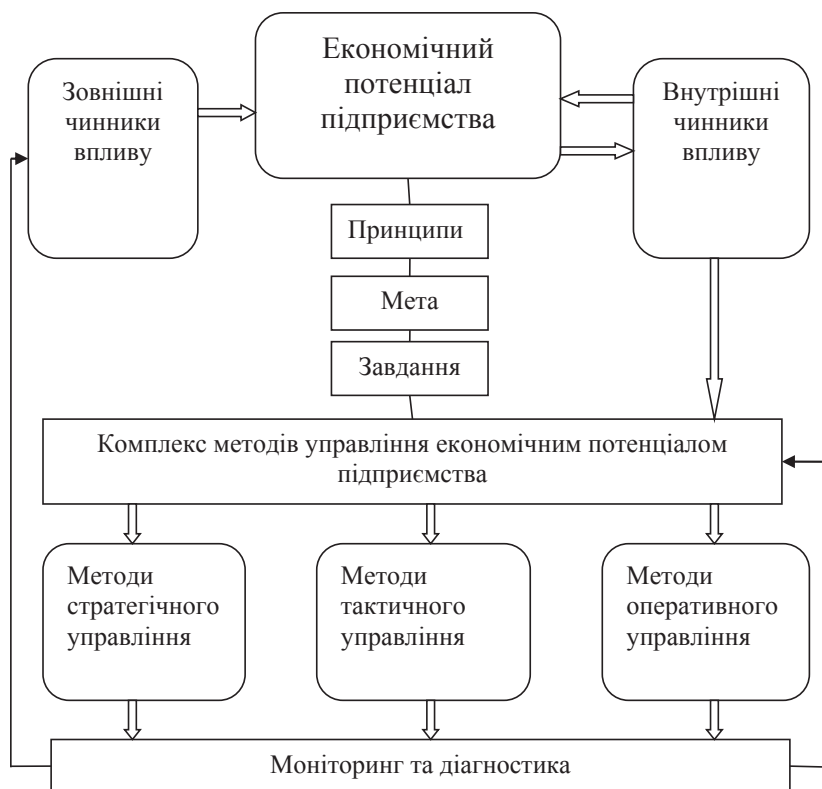 Економічний
потенціал
підприємства
Зовнішні
чинники
впливу
Внутрішні
чинники
впливу
Принципи
Мета
Завдання
Комплекс методів управління економічним потенціалом
підприємства
Методи
стратегічного
управління
Методи
тактичного
управління
Методи
оперативного
управління
Моніторинг та діагностика